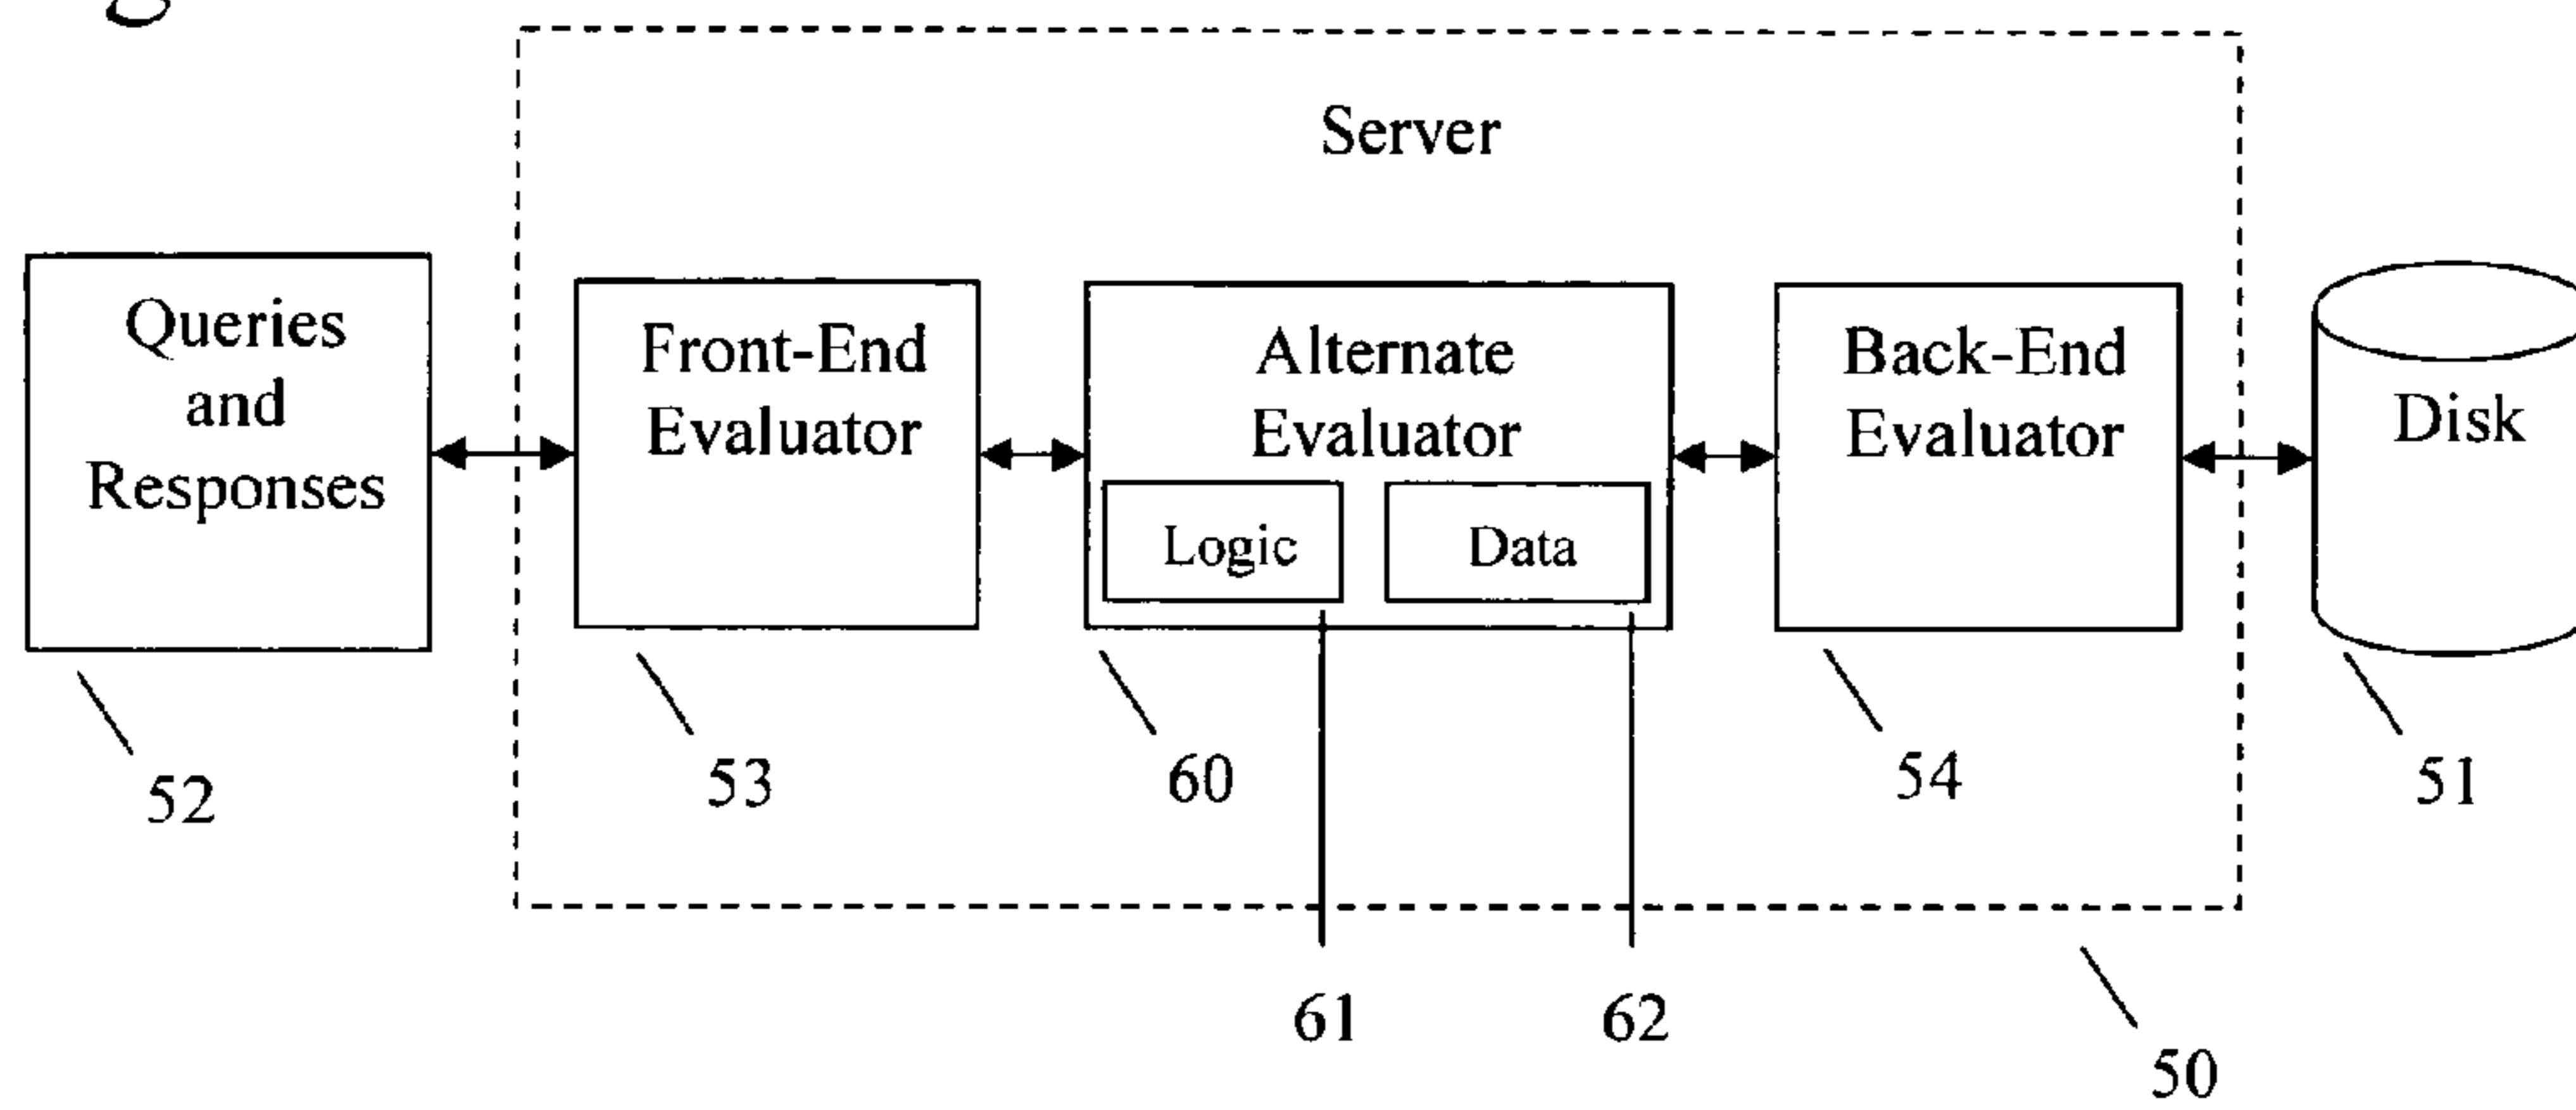 Server
Queries
and
Responses
Front-End
Evaluator
Alternate
Evaluator
Logic
Data
Back-End
Evaluator
Disk
52
53
60
54
51
61
62
50